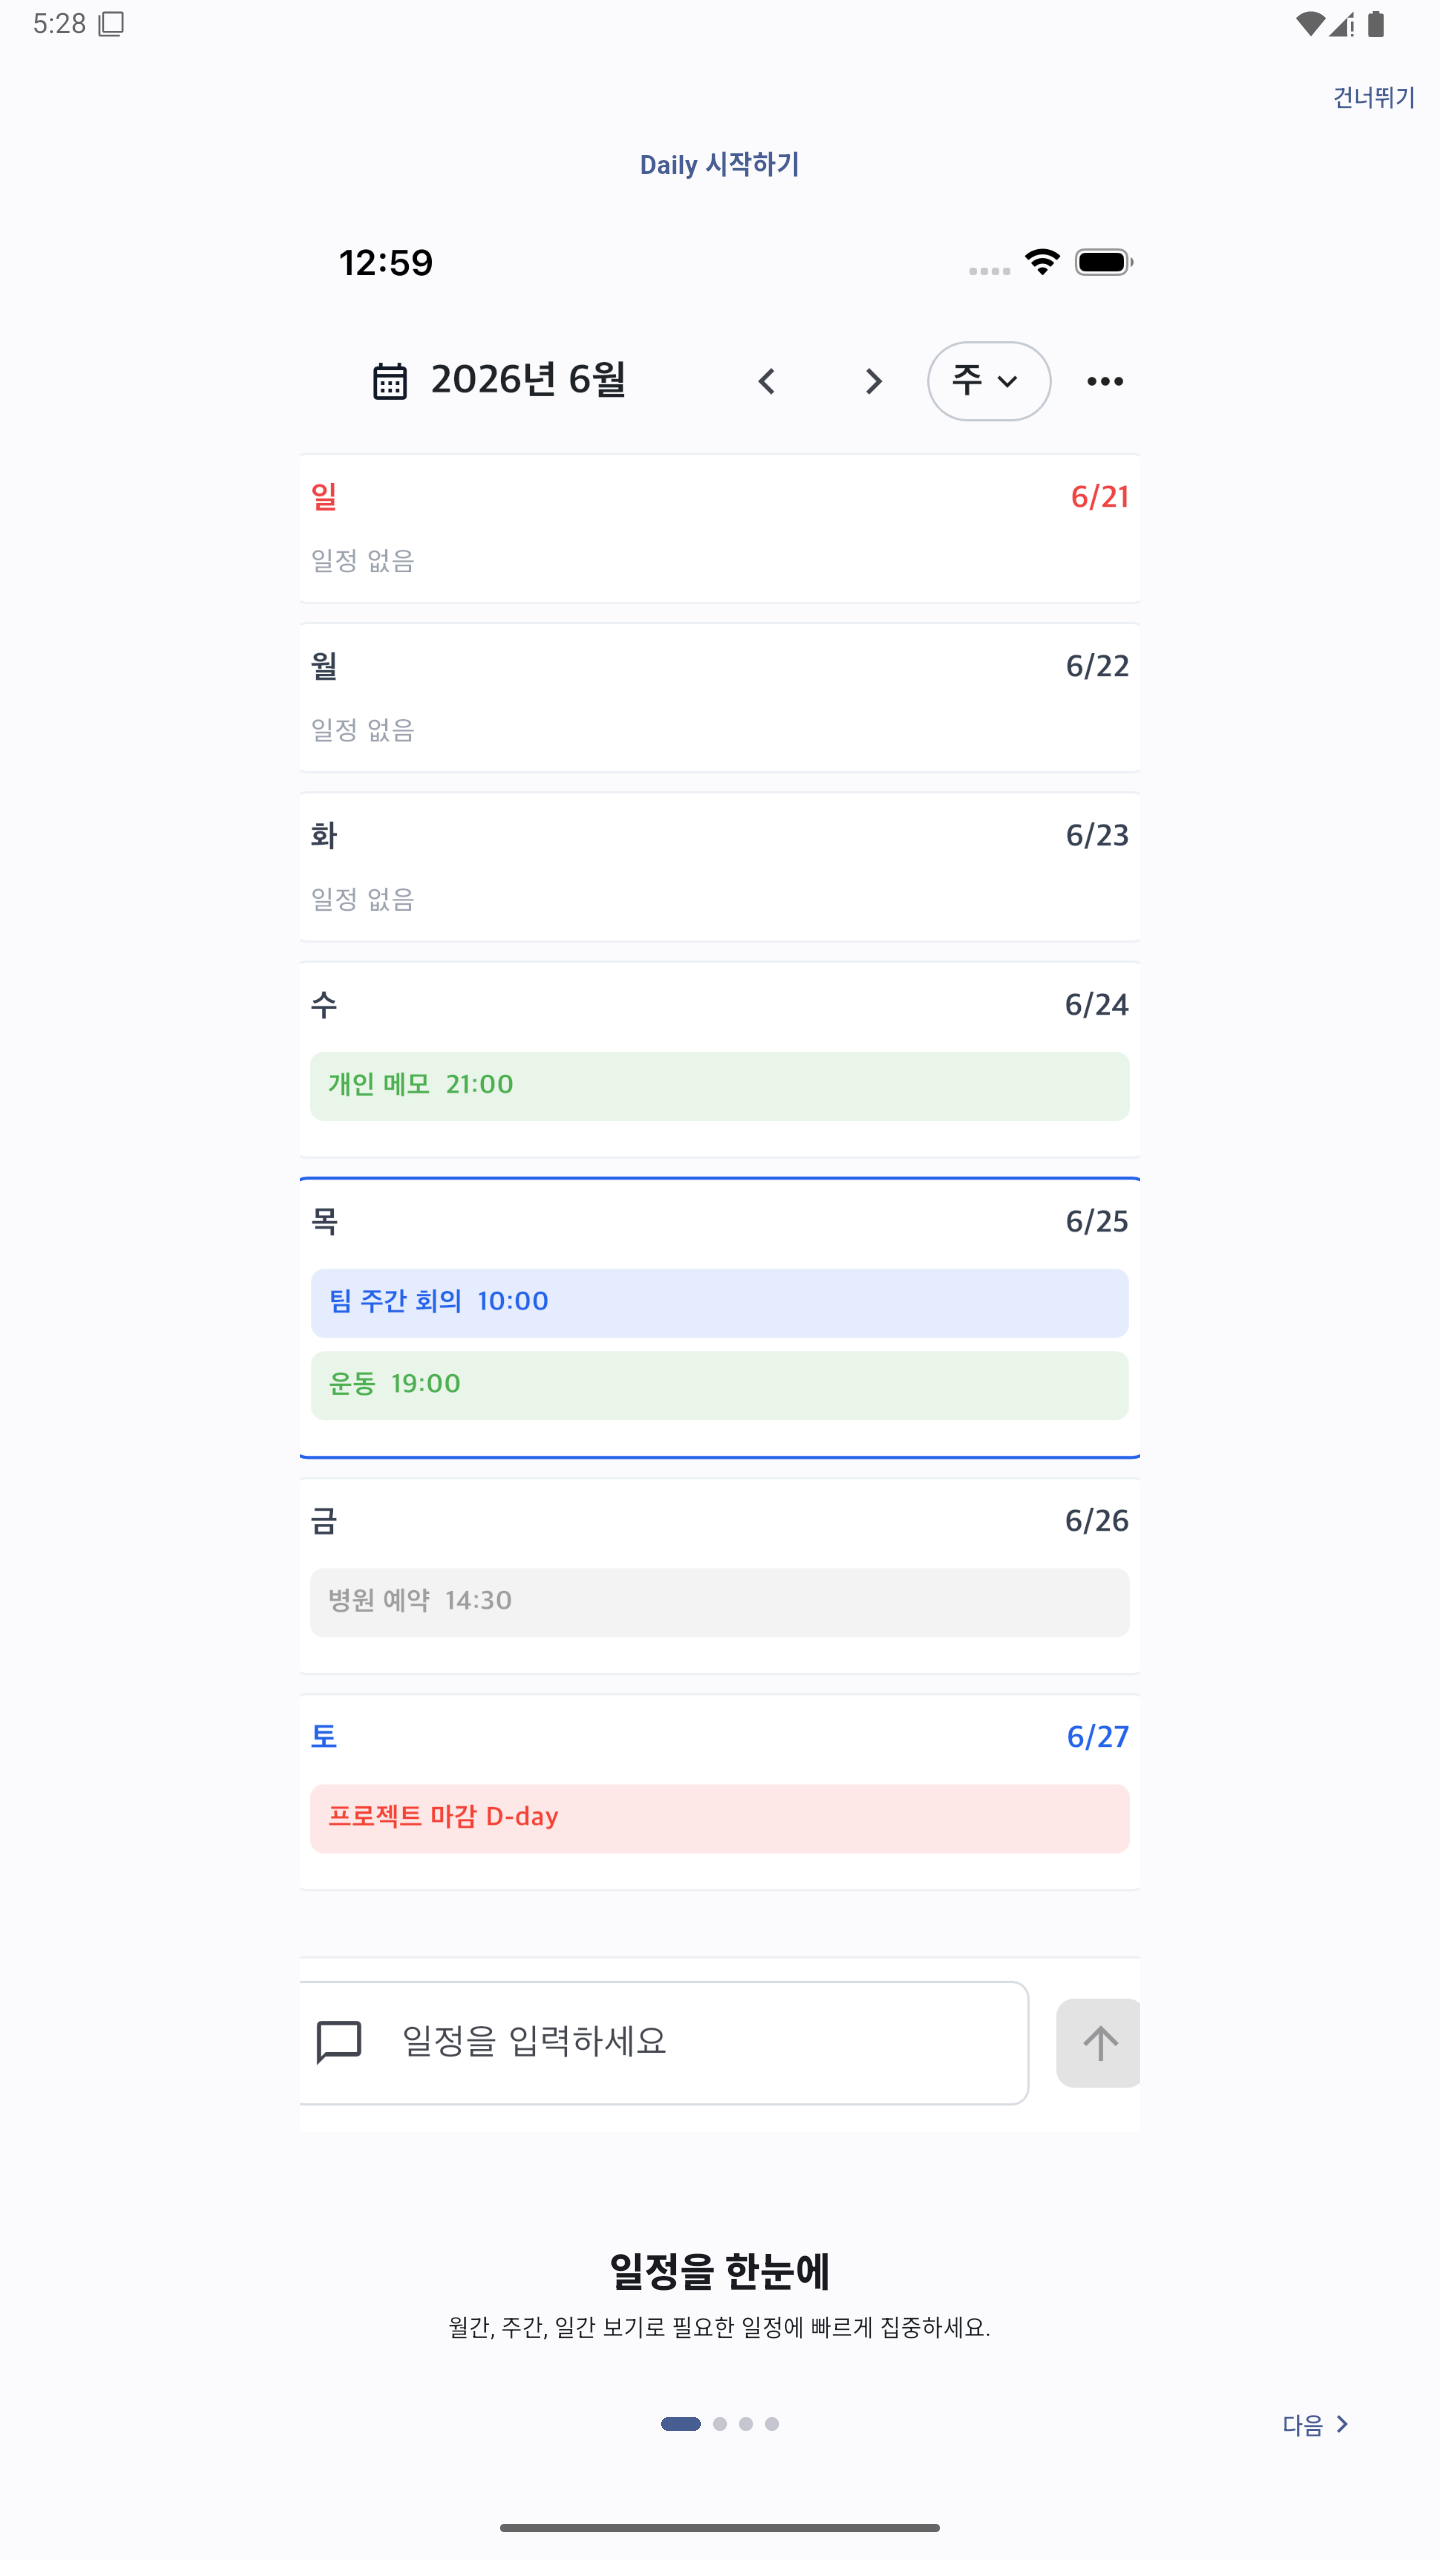 5:28
건너뛰기
Daily 시작하기
12:59
2026년 6월
주
일 6/21
일정 없음
월 6/22
일정 없음
화 6/23
일정 없음
수 6/24
개인 메모 21:00
목 6/25
팀 주간 회의 10:00
운동 19:00
금 6/26
병원 예약 14:30
토 6/27
프로젝트 마감 D-day
일정을 입력하세요
일정을 한눈에
월간, 주간, 일간 보기로 필요한 일정에 빠르게 집중하세요.
다음